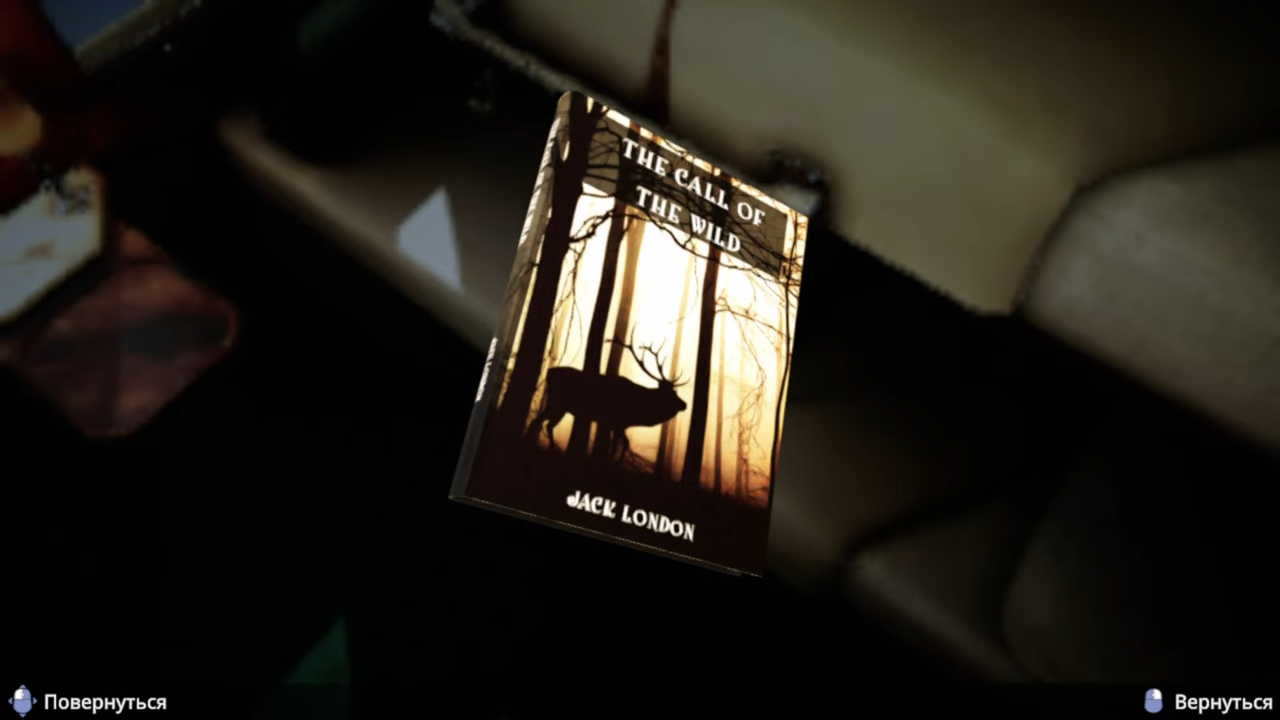 THE CALL OF
THE WILD
JACK LONDON
Повернуться
Вернуться